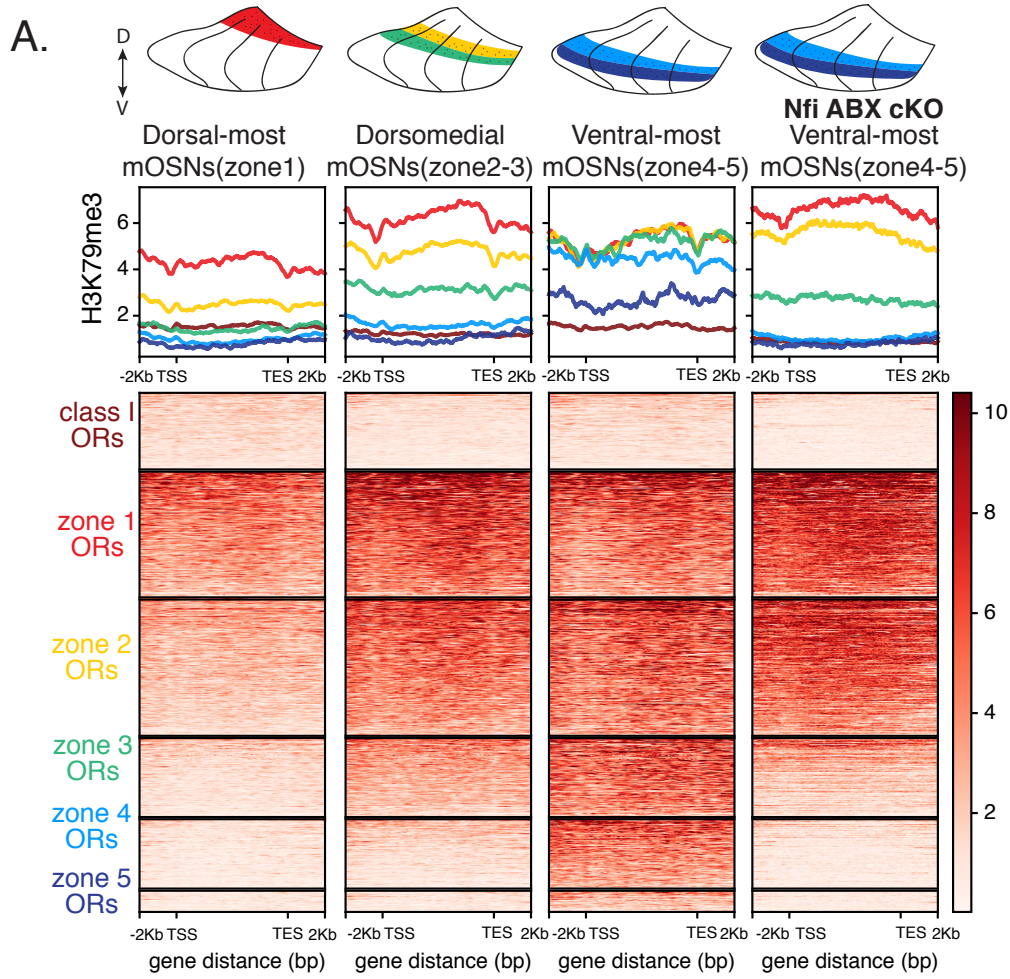 A.
D
V
Nfi ABX cKO
Dorsal-most
mOSNs(zone1)
Dorsomedial
mOSNs(zone2-3)
Ventral-most
mOSNs(zone4-5)
Ventral-most
mOSNs(zone4-5)
H3K79me3
6
4
2
-2Kb TSS TES 2Kb
-2Kb TSS TES 2Kb
-2Kb TSS TES 2Kb
-2Kb TSS TES 2Kb
class I
ORs
zone 1
ORs
zone 2
ORs
zone 3
ORs
zone 4
ORs
zone 5
ORs
10
8
6
4
2
-2Kb TSS TES 2Kb
-2Kb TSS TES 2Kb
-2Kb TSS TES 2Kb
-2Kb TSS TES 2Kb
gene distance (bp)
gene distance (bp)
gene distance (bp)
gene distance (bp)